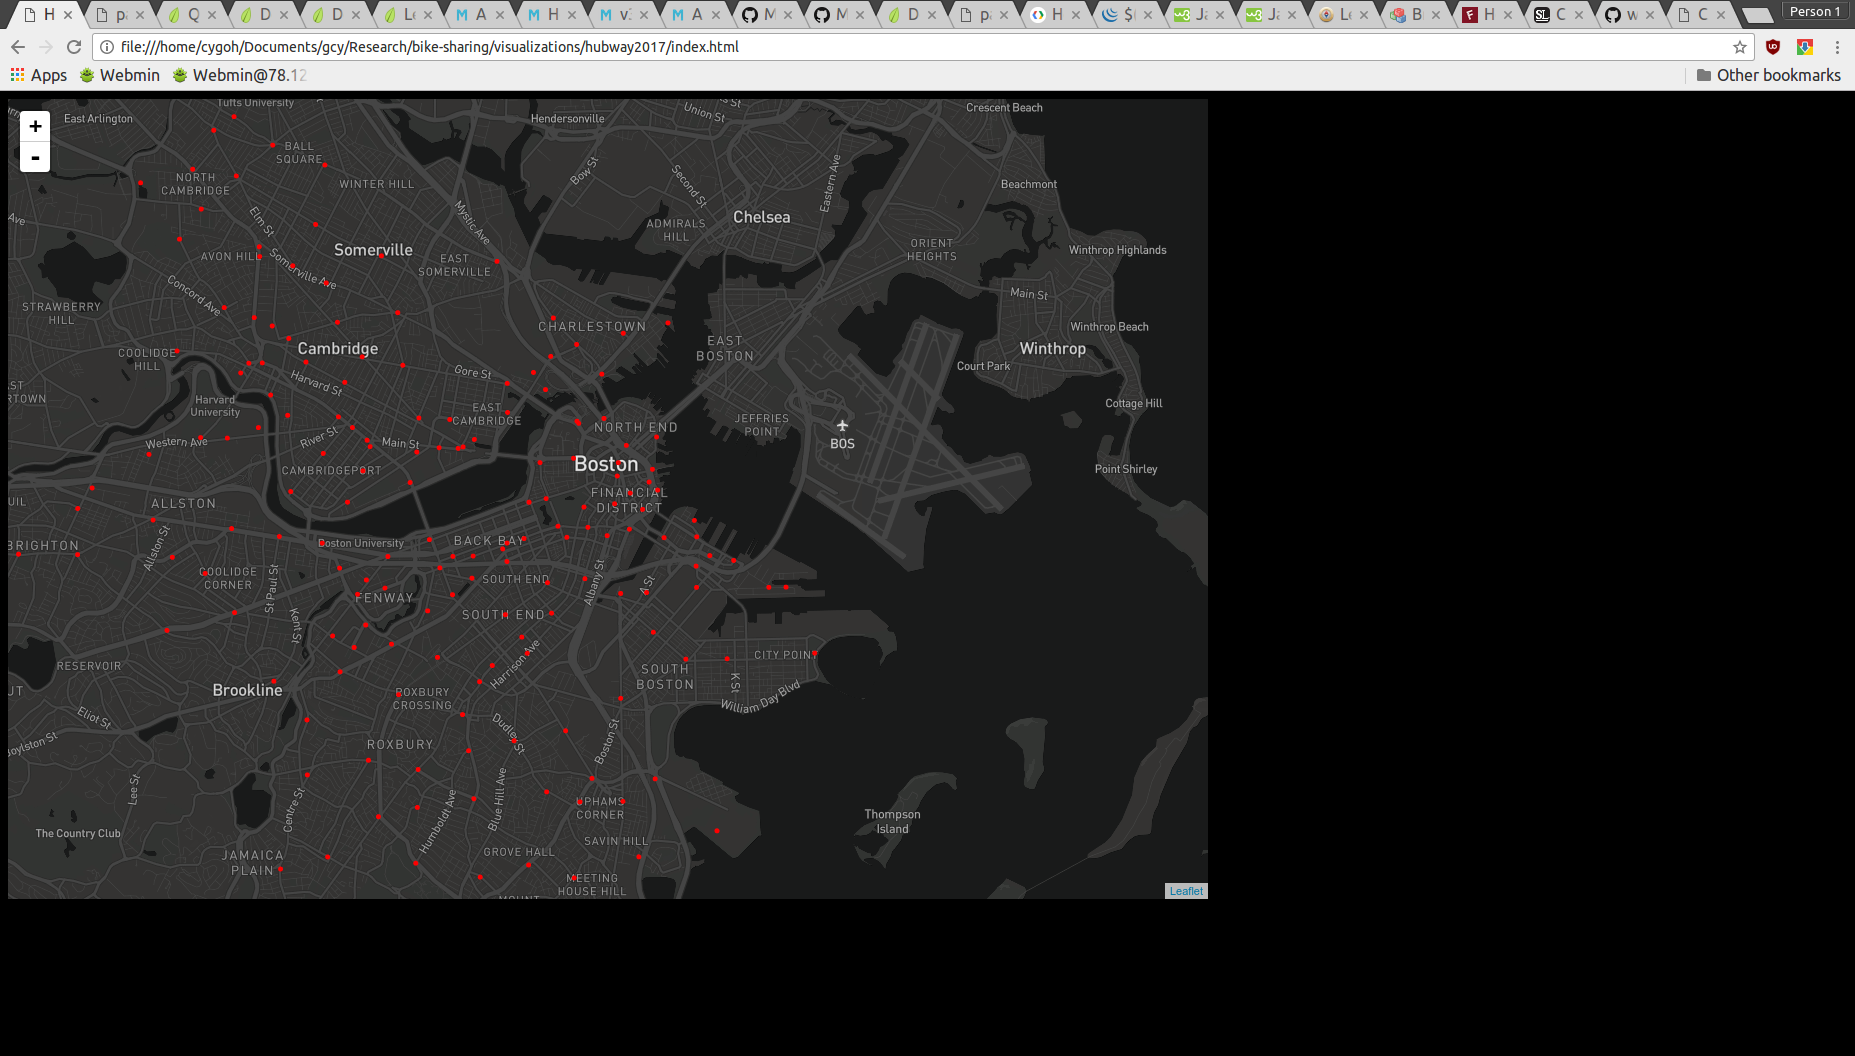 H
p
Q
D
D
Le
A
H
v
A
M
M
D
p
H
$(
Ja
Ja
Le
B
H
C
w
C
Person 1
file:///home/cygoh/Documents/gcy/Research/bike-sharing/visualizations/hubway2017/index.html
Apps
Webmin
Webmin@78.12
Other bookmarks
+
-
Tufts University
East Arlington
Hendersonville
Union St
Crescent Beach
BALL
SQUARE
NORTH
CAMBRIDGE
WINTER HILL
Bow St
Second St
Eastern Ave
Beachmont
Ave
Elm St
Mystic Ave
ADMIRALS
HILL
Chelsea
Somerville
AVON HILL
Somerville Ave
EAST
SOMERVILLE
ORIENT
HEIGHTS
Winthrop Highlands
Concord Ave
STRAWBERRY
HILL
Main St
CHARLESTOWN
Winthrop Beach
COOLIDGE
HILL
Cambridge
EAST
BOSTON
Winthrop
Court Park
Harvard St
Gore St
Harvard
University
EAST
CAMBRIDGE
Cottage Hill
NORTH END
JEFFRIES
POINT
BOS
Western Ave
River St
Main St
CAMBRIDGEPORT
Boston
Point Shirley
ALLSTON
FINANCIAL
DISTRICT
BRIGHTON
Allston St
Boston University
BACK BAY
COOLIDGE
CORNER
St Paul St
SOUTH END
Albany St
A St
FENWAY
Kent St
SOUTH END
RESERVOIR
Harrison Ave
SOUTH
BOSTON
CITY POINT
K St
Brookline
ROXBURY
CROSSING
William Day Blvd
Eliot St
Boylston St
ROXBURY
Dudley St
Boston St
Lee St
Centre St
Humboldt Ave
Blue Hill Ave
UPHAMS
CORNER
The Country Club
SAVIN HILL
Thompson
Island
JAMAICA
PLAIN
GROVE HALL
MEETING
HOUSE HILL
MOUNT
Leaflet